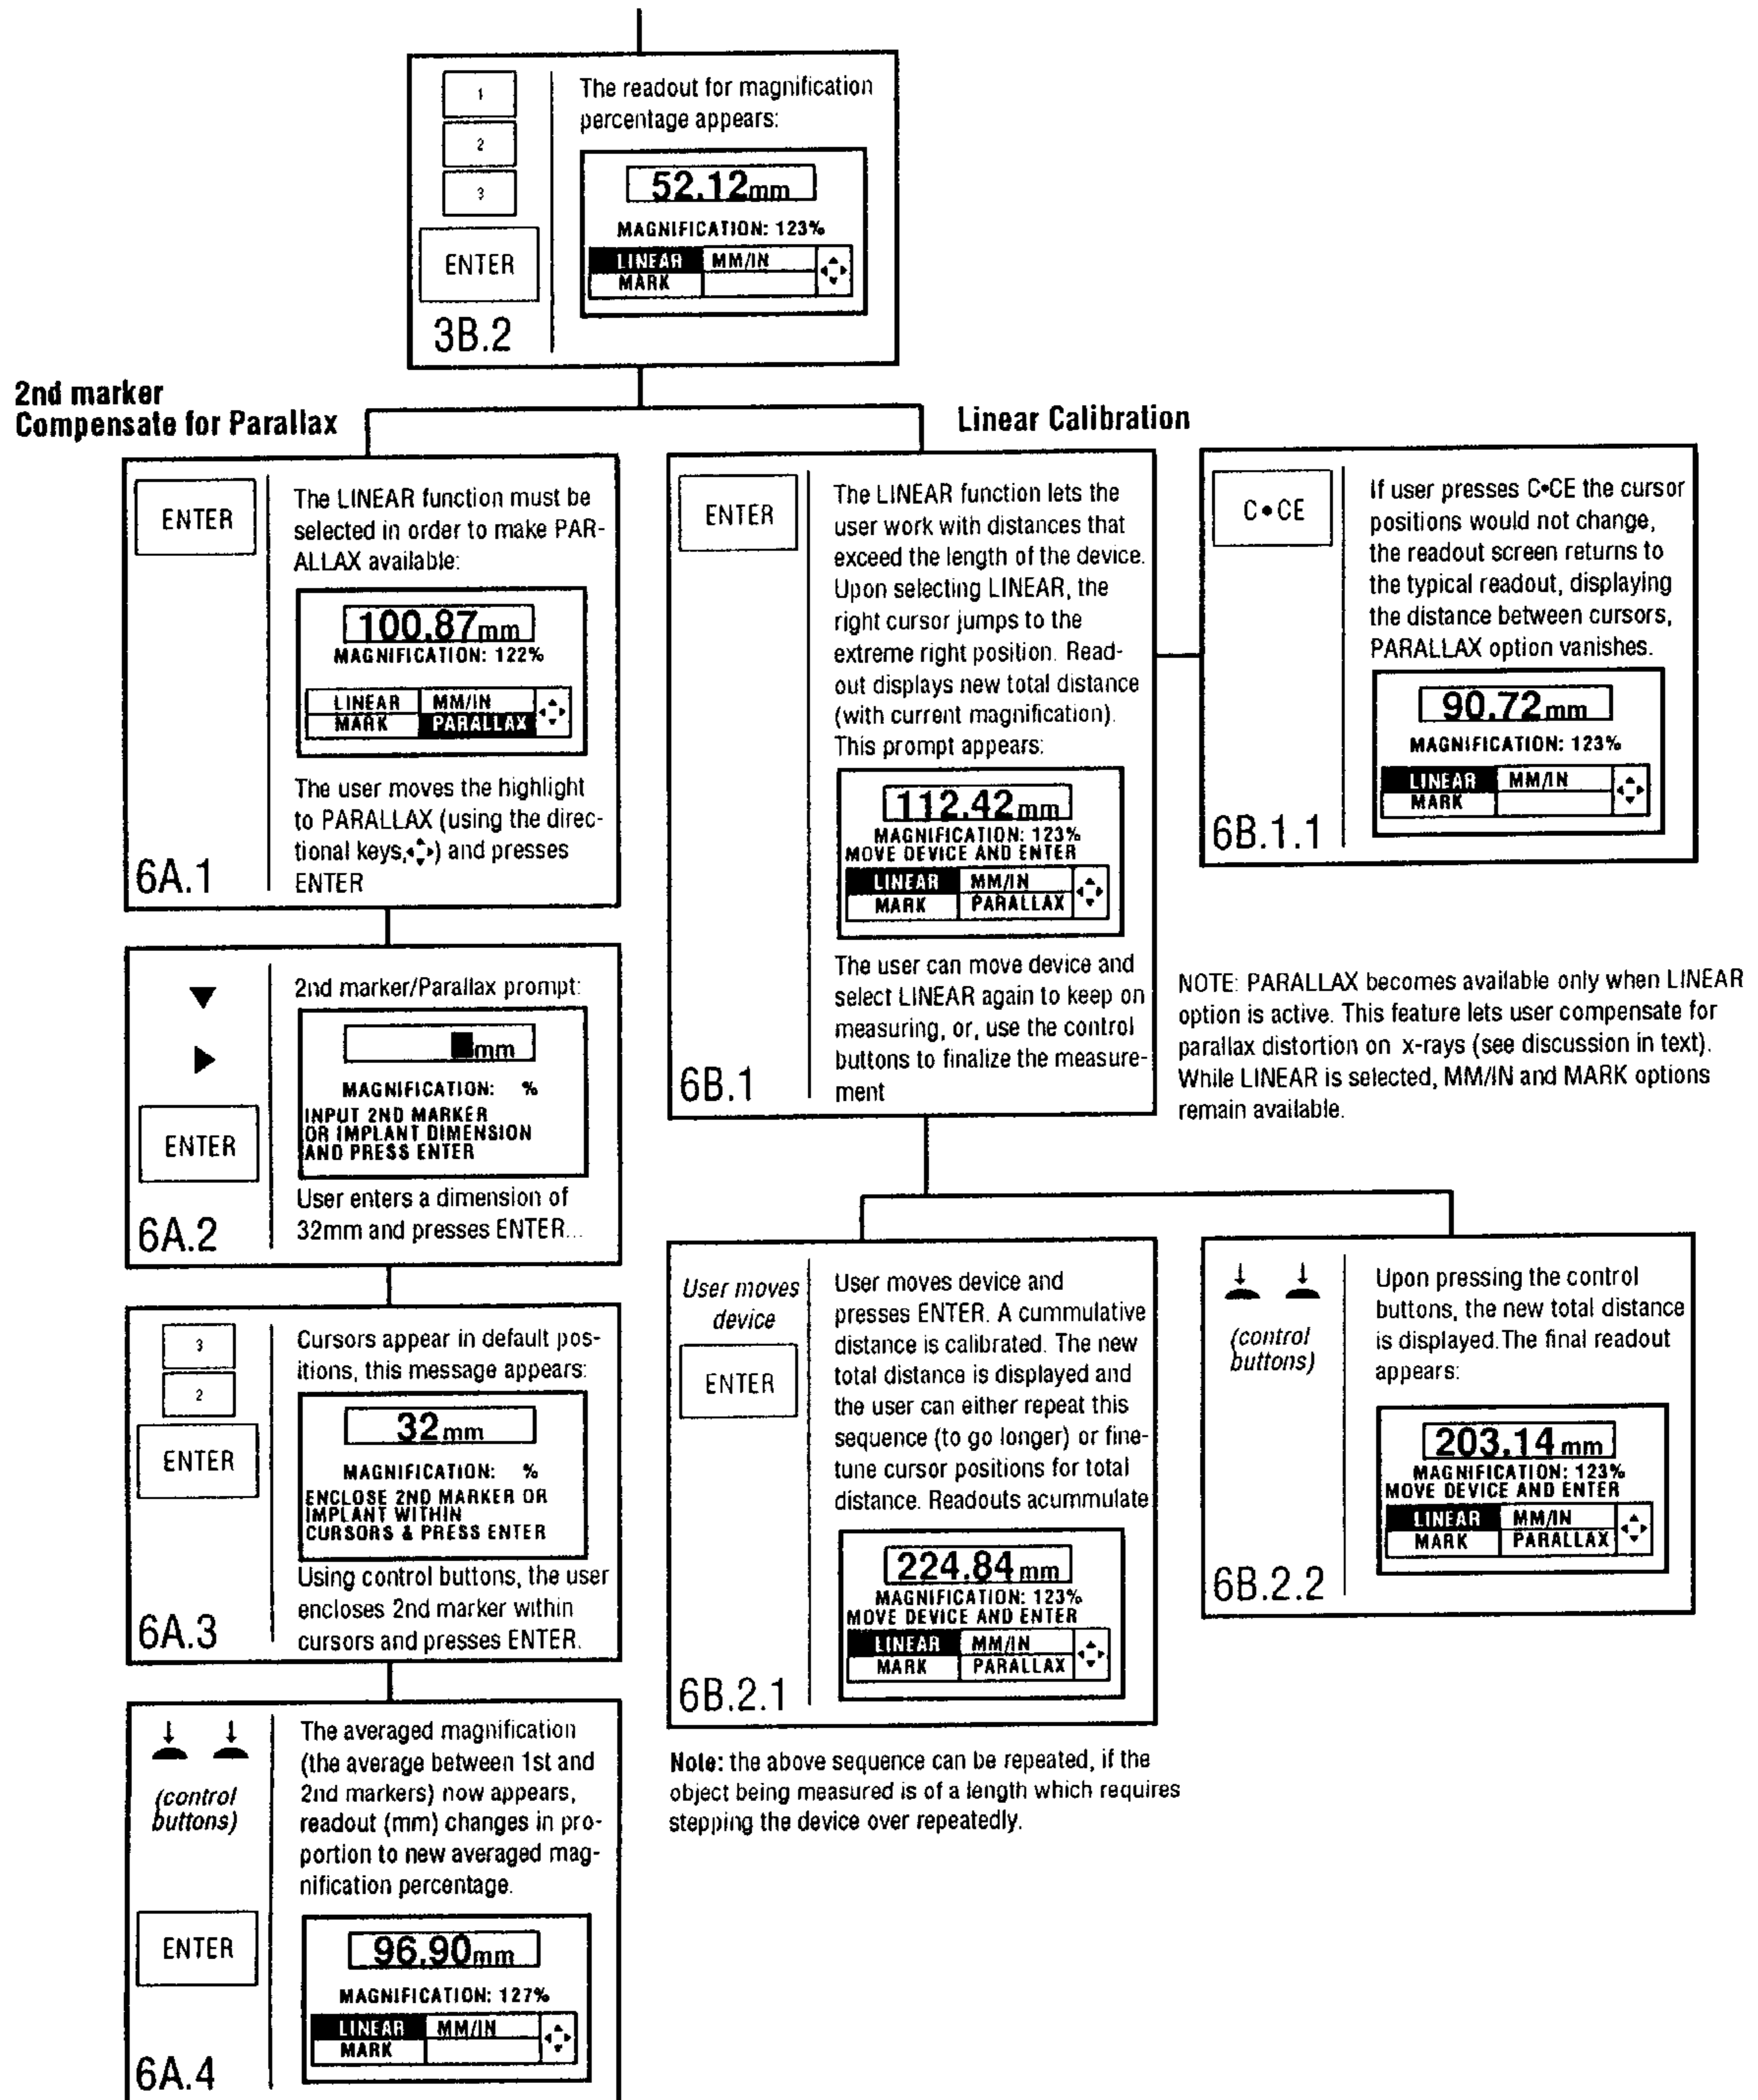 1
2
3
ENTER
3B.2
The readout for magnification
percentage appears:
52.12mm
MAGNIFICATION: 123%
LINEAR MM/IN
MARK
2nd marker
Compensate for Parallax
Linear Calibration
ENTER
6A.1
The LINEAR function must be
selected in order to make PAR-
ALLAX available:
100.87mm
MAGNIFICATION: 122%
LINEAR MM/IN
MARK PARALLAX
The user moves the highlight
to PARALLAX (using the direc-
tional keys, ) and presses
ENTER
ENTER
6B.1
The LINEAR function lets the
user work with distances that
exceed the length of the device.
Upon selecting LINEAR, the
right cursor jumps to the
extreme right position. Read-
out displays new total distance
(with current magnification).
This prompt appears:
112.42mm
MAGNIFICATION: 123%
MOVE DEVICE AND ENTER
LINEAR MM/IN
MARK PARALLAX
The user can move device and
select LINEAR again to keep on
measuring, or, use the control
buttons to finalize the measure-
ment
C•CE
6B.1.1
If user presses C•CE the cursor
positions would not change,
the readout screen returns to
the typical readout, displaying
the distance between cursors,
PARALLAX option vanishes.
90.72mm
MAGNIFICATION: 123%
LINEAR MM/IN
MARK
NOTE: PARALLAX becomes available only when LINEAR
option is active. This feature lets user compensate for
parallax distortion on x-rays (see discussion in text).
While LINEAR is selected, MM/IN and MARK options
remain available.
ENTER
6A.2
2nd marker/Parallax prompt:
mm
MAGNIFICATION: %
INPUT 2ND MARKER
OR IMPLANT DIMENSION
AND PRESS ENTER
User enters a dimension of
32mm and presses ENTER...
3
2
ENTER
6A.3
Cursors appear in default pos-
itions, this message appears:
32mm
MAGNIFICATION: %
ENCLOSE 2ND MARKER OR
IMPLANT WITHIN
CURSORS & PRESS ENTER
Using control buttons, the user
encloses 2nd marker within
cursors and presses ENTER.
(control
buttons)
ENTER
6A.4
The averaged magnification
(the average between 1st and
2nd markers) now appears,
readout (mm) changes in pro-
portion to new averaged mag-
nification percentage.
96.90mm
MAGNIFICATION: 127%
LINEAR MM/IN
MARK
User moves
device
ENTER
6B.2.1
User moves device and
presses ENTER. A cummulative
distance is calibrated. The new
total distance is displayed and
the user can either repeat this
sequence (to go longer) or fine-
tune cursor positions for total
distance. Readouts acummulate
224.84mm
MAGNIFICATION: 123%
MOVE DEVICE AND ENTER
LINEAR MM/IN
MARK PARALLAX
Note: the above sequence can be repeated, if the
object being measured is of a length which requires
stepping the device over repeatedly.
(control
buttons)
6B.2.2
Upon pressing the control
buttons, the new total distance
is displayed. The final readout
appears:
203.14mm
MAGNIFICATION: 123%
MOVE DEVICE AND ENTER
LINEAR MM/IN
MARK PARALLAX